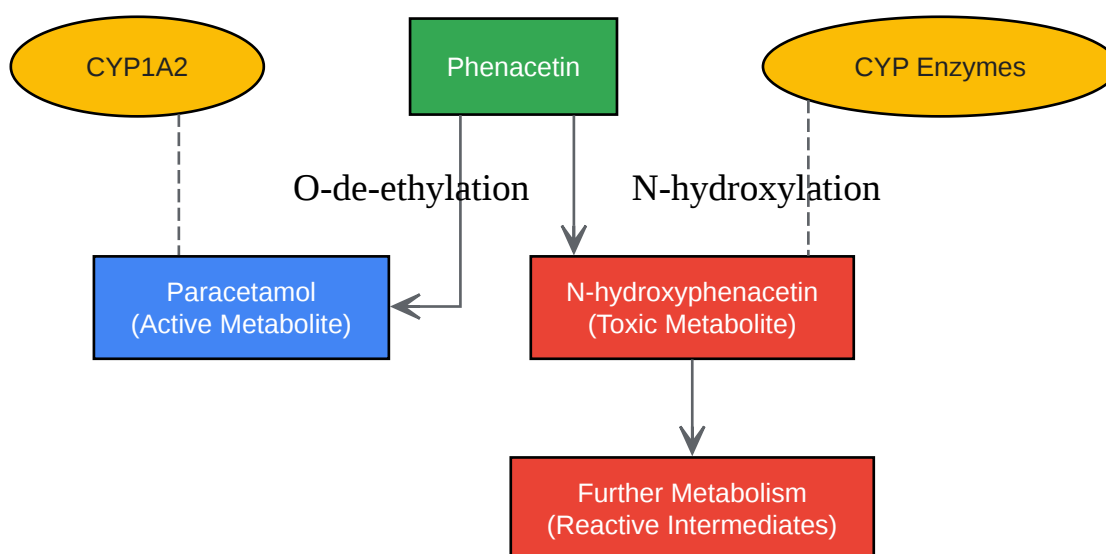 CYP1A2
Phenacetin
CYP Enzymes
O-de-ethylation
N-hydroxylation
Paracetamol
(Active Metabolite)
N-hydroxyphenacetin
(Toxic Metabolite)
Further Metabolism
(Reactive Intermediates)